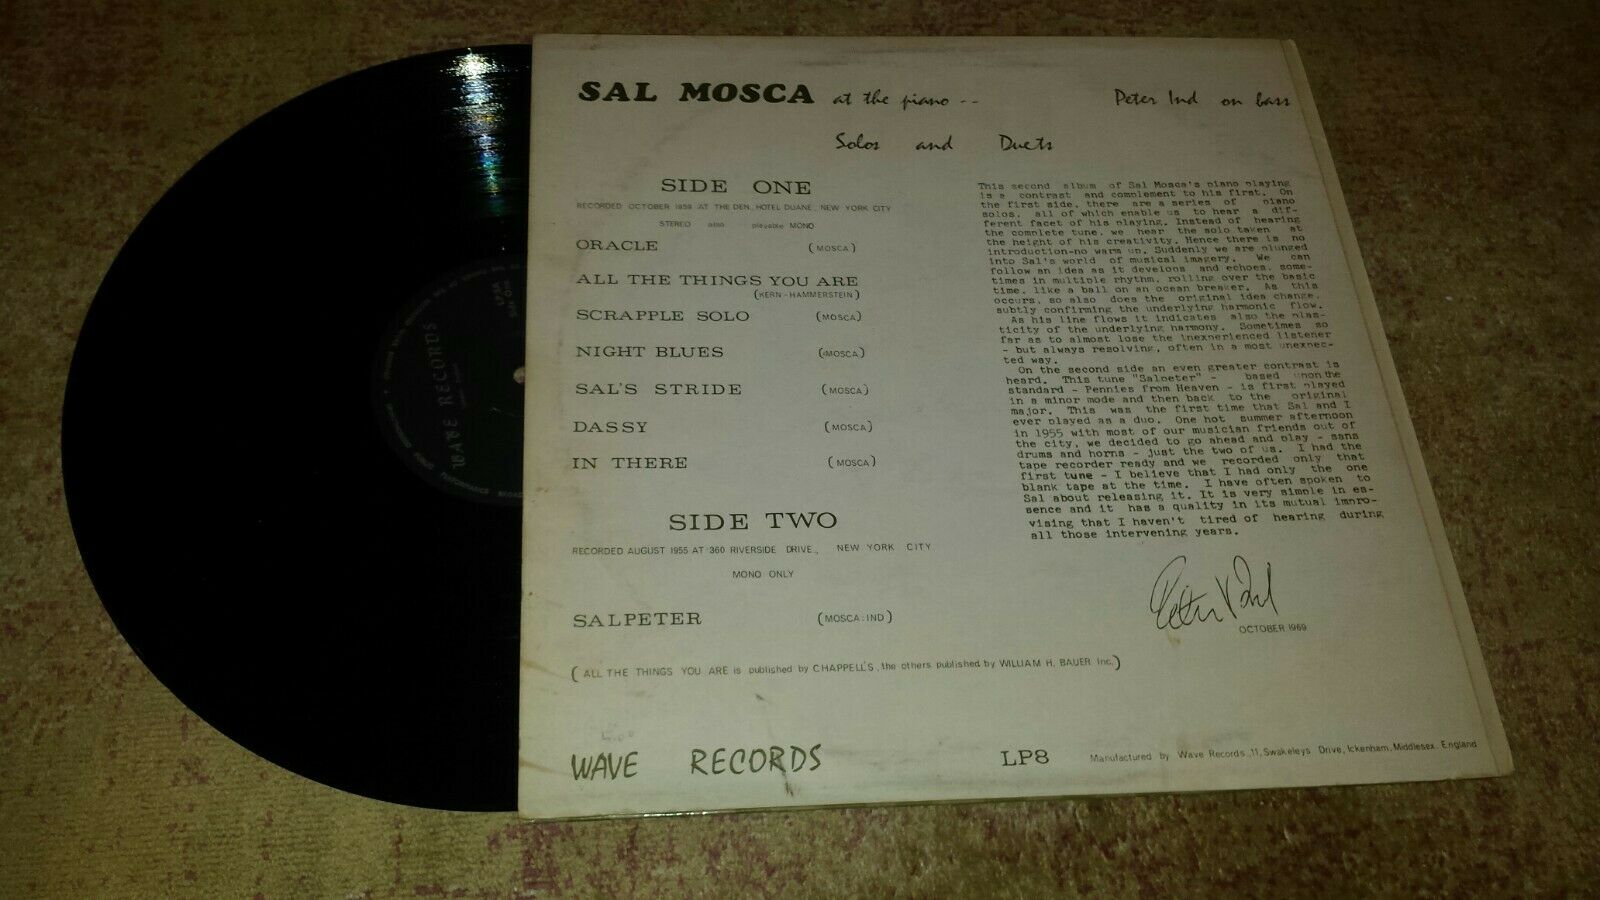 SAL MOSCA at the piano -- Peter Ind on bass
Solos and Duets
SIDE ONE
RECORDED OCTOBER 1959 AT THE DEN, HOTEL DUANE, NEW YORK CITY
STEREO also playable MONO
ORACLE (MOSCA)
ALL THE THINGS YOU ARE
(KERN-HAMMERSTEIN)
SCRAPPLE SOLO (MOSCA)
NIGHT BLUES (MOSCA)
SAL'S STRIDE (MOSCA)
DASSY (MOSCA)
IN THERE (MOSCA)
SIDE TWO
RECORDED AUGUST 1955 AT 360 RIVERSIDE DRIVE., NEW YORK CITY
MONO ONLY
SALPETER (MOSCA-IND)
(ALL THE THINGS YOU ARE is published by CHAPPELL'S, the others published by WILLIAM H. BAUER Inc.)
This second album of Sal Mosca's piano playing
is a contrast and complement to his first. On
the first side, there are a series of piano
solos, all of which enable us to hear a dif-
ferent facet of his playing. Instead of hearing
the complete tune, we hear the solo taken at
the height of his creativity. Hence there is no
introduction-no warm up. Suddenly we are plunged
into Sal's world of musical imagery. We can
follow an idea as it develops and echoes, some-
times in multiple rhythm, rolling over the basic
time, like a ball on an ocean breaker. As this
occurs, so also does the original idea change,
subtly confirming the underlying harmonic flow.
As his line flows it indicates also the plas-
ticity of the underlying harmony. Sometimes so
far as to almost lose the inexperienced listener
- but always resolving, often in a most unexpec-
ted way.
On the second side an even greater contrast is
heard. This tune "Salpeter" - based upon the
standard - Pennies from Heaven - is first played
in a minor mode and then back to the original
major. This was the first time that Sal and I
ever played as a duo. One hot summer afternoon
in 1955 with most of our musician friends out of
the city, we decided to go ahead and play - sans
drums and horns - just the two of us. I had the
tape recorder ready and we recorded only that
first tune - I believe that I had only the one
blank tape at the time. I have often spoken to
Sal about releasing it. It is very simple in es-
sence and it has a quality in its mutual impro-
vising that I haven't tired of hearing during
all those intervening years.
Peter Ind
OCTOBER 1969
WAVE RECORDS LP8 Manufactured by Wave Records., 11, Swakeleys Drive, Ickenham, Middlesex. England
WAVE RECORDS